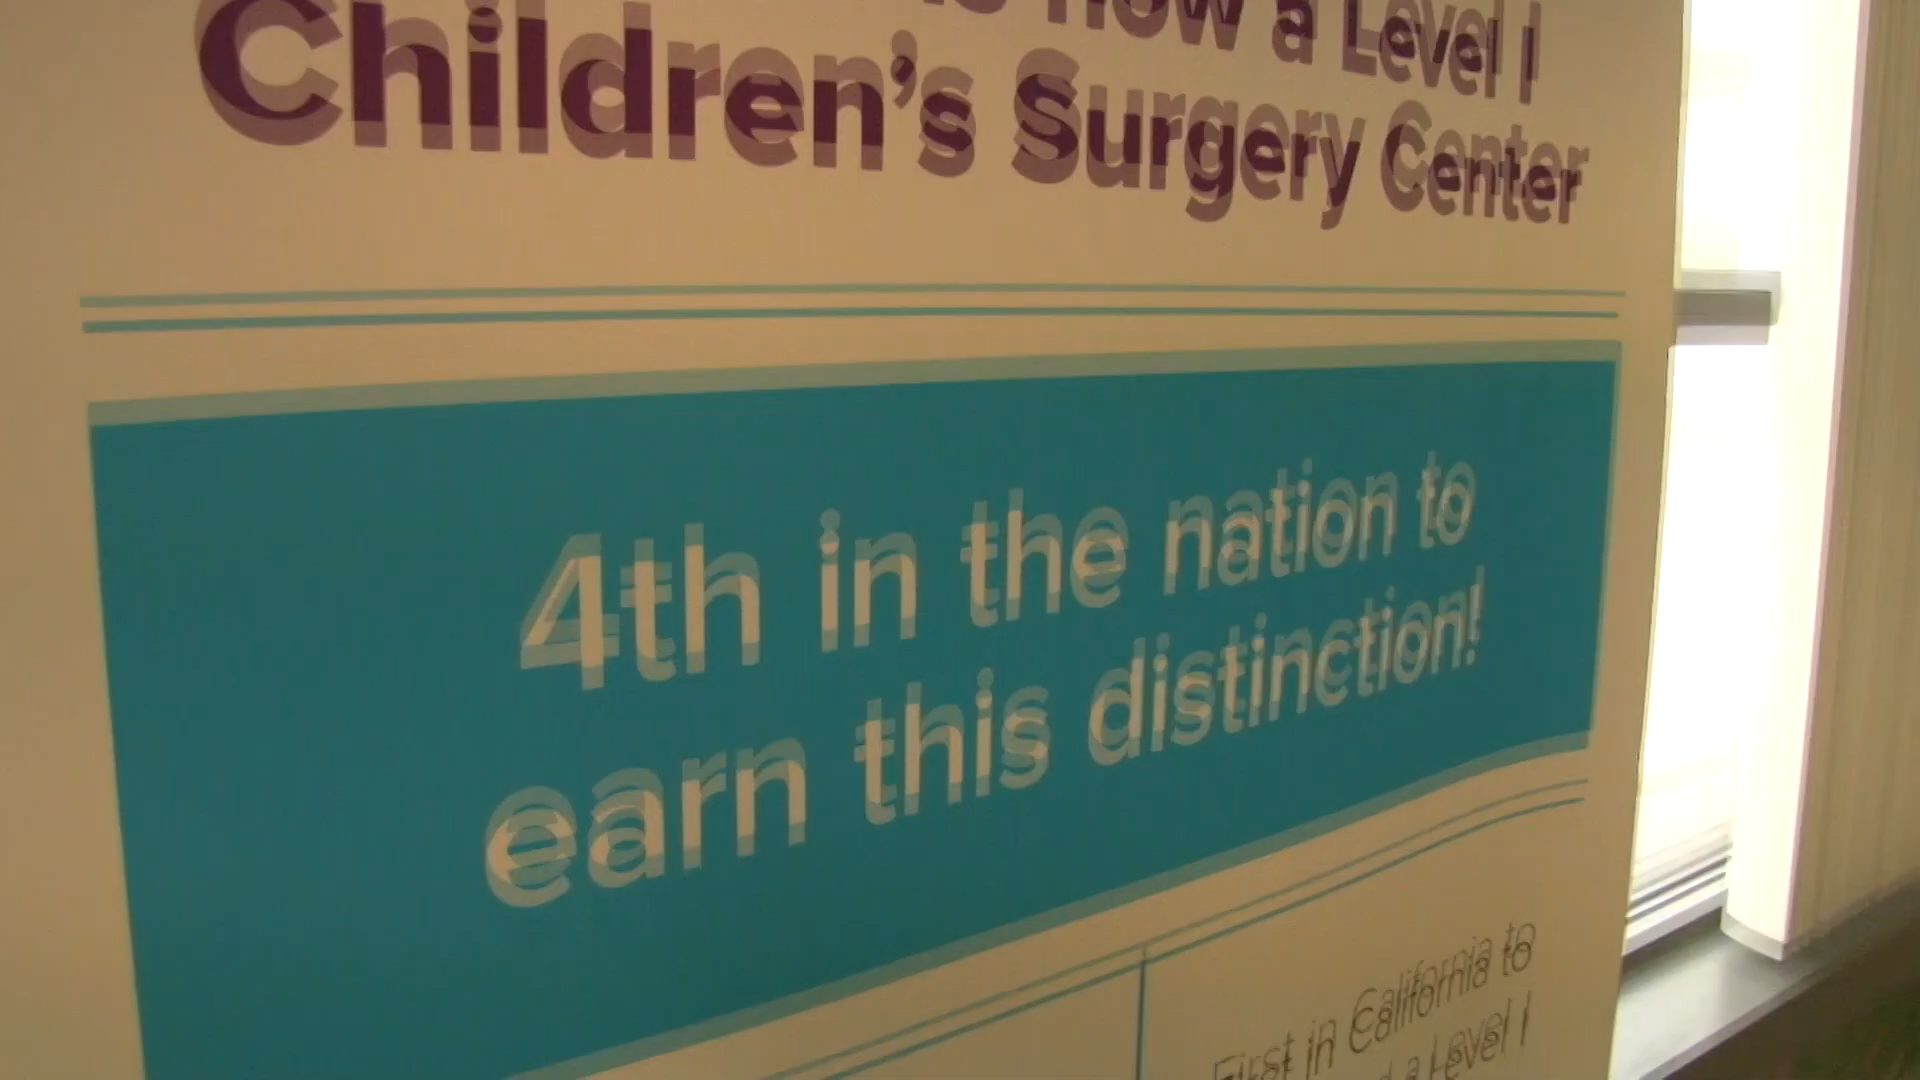 now a Level I
Children's Surgery Center
4th in the nation to
earn this distinction!
First in California to
a Level I